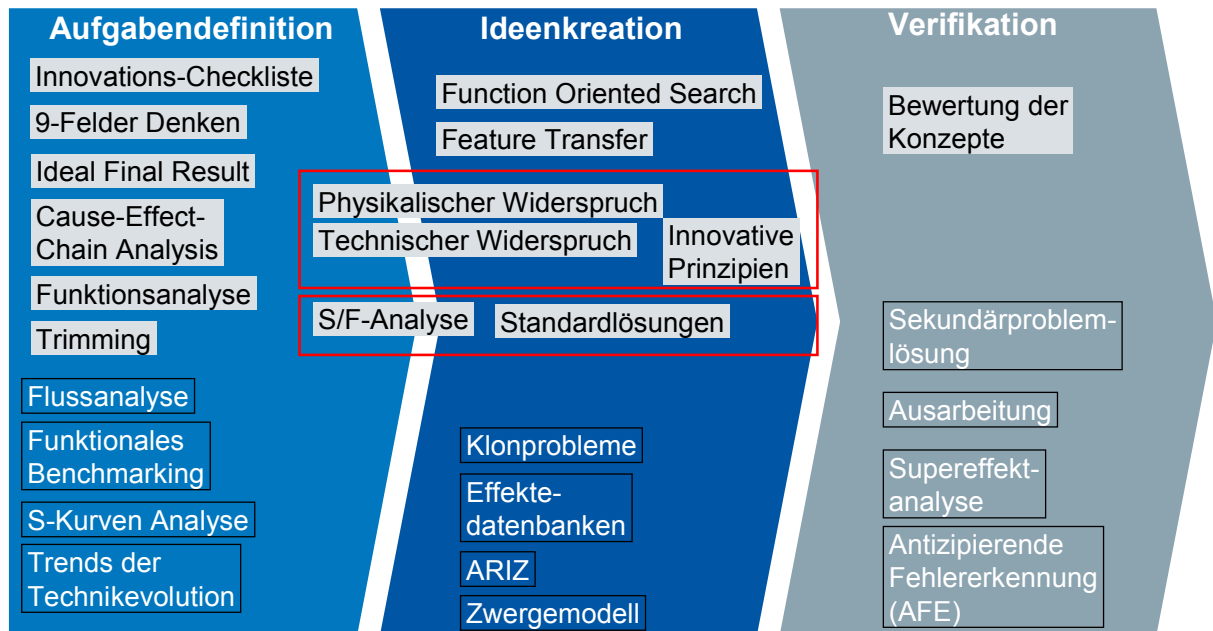 Aufgabendefinition
Innovations-Checkliste
9-Felder Denken
Ideal Final Result
Cause-Effect-
Chain Analysis
Funktionsanalyse
Trimming
Flussanalyse
Funktionales
Benchmarking
S-Kurven Analyse
Trends der
Technikevolution
Ideenkreation
Function Oriented Search
Feature Transfer
Physikalischer Widerspruch
Technischer Widerspruch
Innovative
Prinzipien
S/F-Analyse
Standardlösungen
Klonprobleme
Effekte-
datenbanken
ARIZ
Zwergemodell
Verifikation
Bewertung der
Konzepte
Sekundärproblem-
lösung
Ausarbeitung
Supereffekt-
analyse
Antizipierende
Fehlererkennung
(AFE)